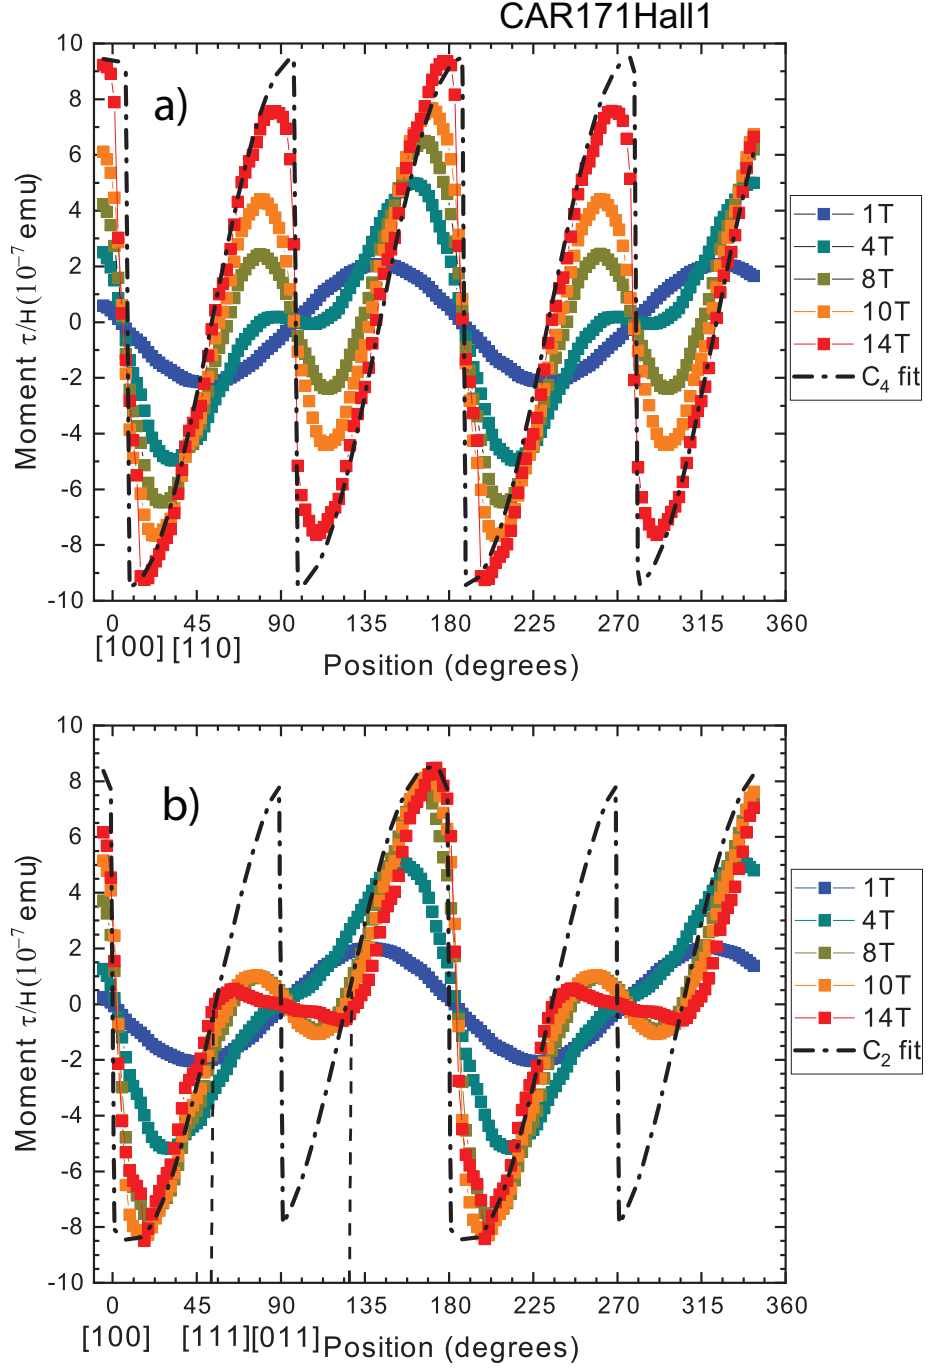 CAR171Hall1
a)
Moment τ/H(10⁻⁷ emu)
10
8
6
4
2
0
-2
-4
-6
-8
-10
1T
4T
8T
10T
14T
C₄ fit
0 45 90 135 180 225 270 315 360
[100] [110]
Position (degrees)
b)
Moment τ/H(10⁻⁷ emu)
10
8
6
4
2
0
-2
-4
-6
-8
-10
1T
4T
8T
10T
14T
C₂ fit
0 45 90 135 180 225 270 315 360
[100] [111][011] Position (degrees)